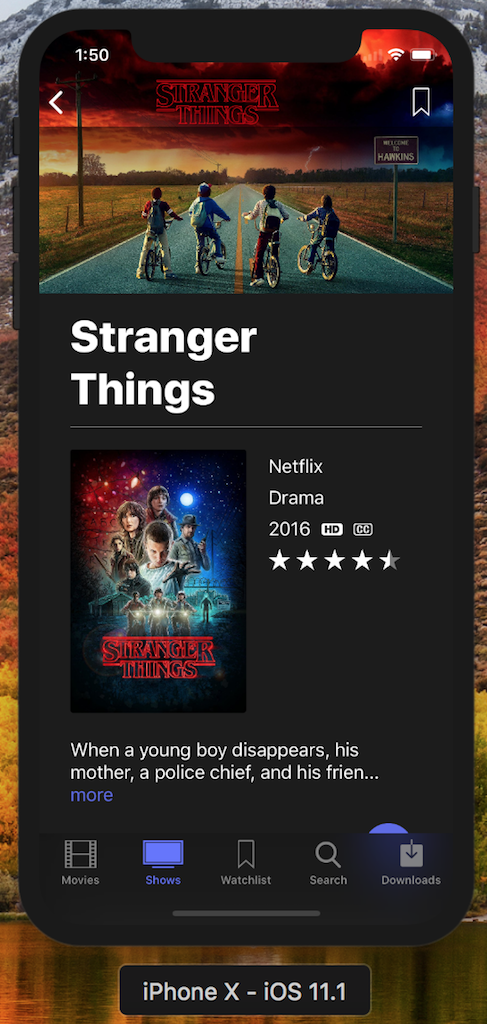 1:50
STRANGER
THINGS
WELCOME
TO
HAWKINS
Stranger
Things
Netflix
Drama
2016 HD CC
STRANGER
THINGS
When a young boy disappears, his
mother, a police chief, and his frien...
more
Movies Shows Watchlist Search Downloads
iPhone X – iOS 11.1